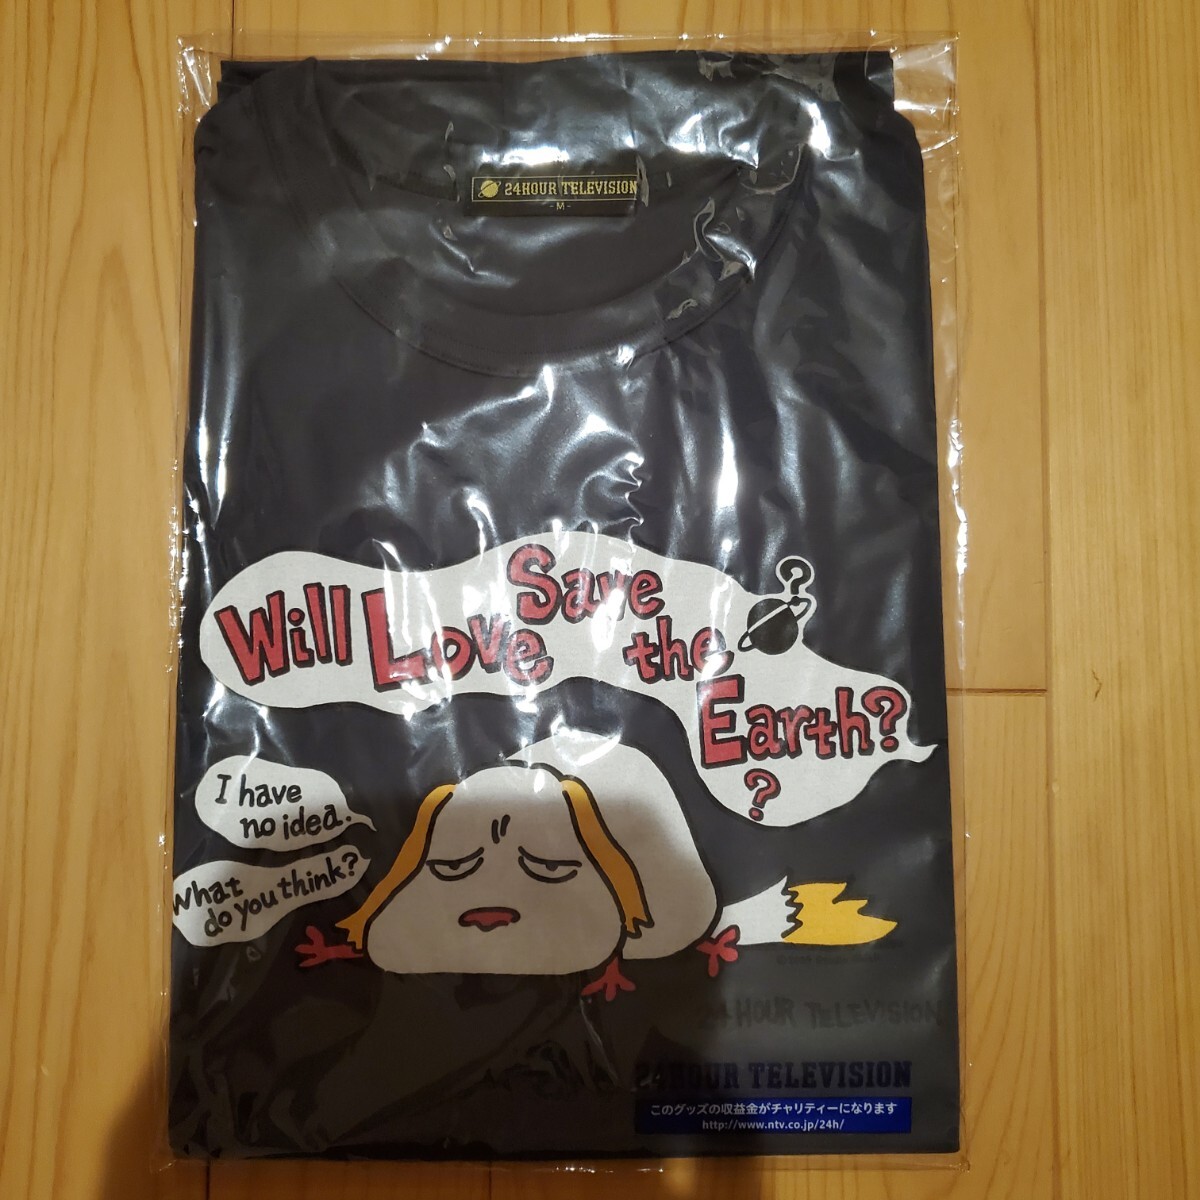 24HOUR TELEVISION
-M-
Will Love Save the Earth?
?
?
I have
no idea.
What
do you think?
24 HOUR TELEVISION
24HOUR TELEVISION
このグッズの収益金がチャリティーになります
http://www.ntv.co.jp/24h/